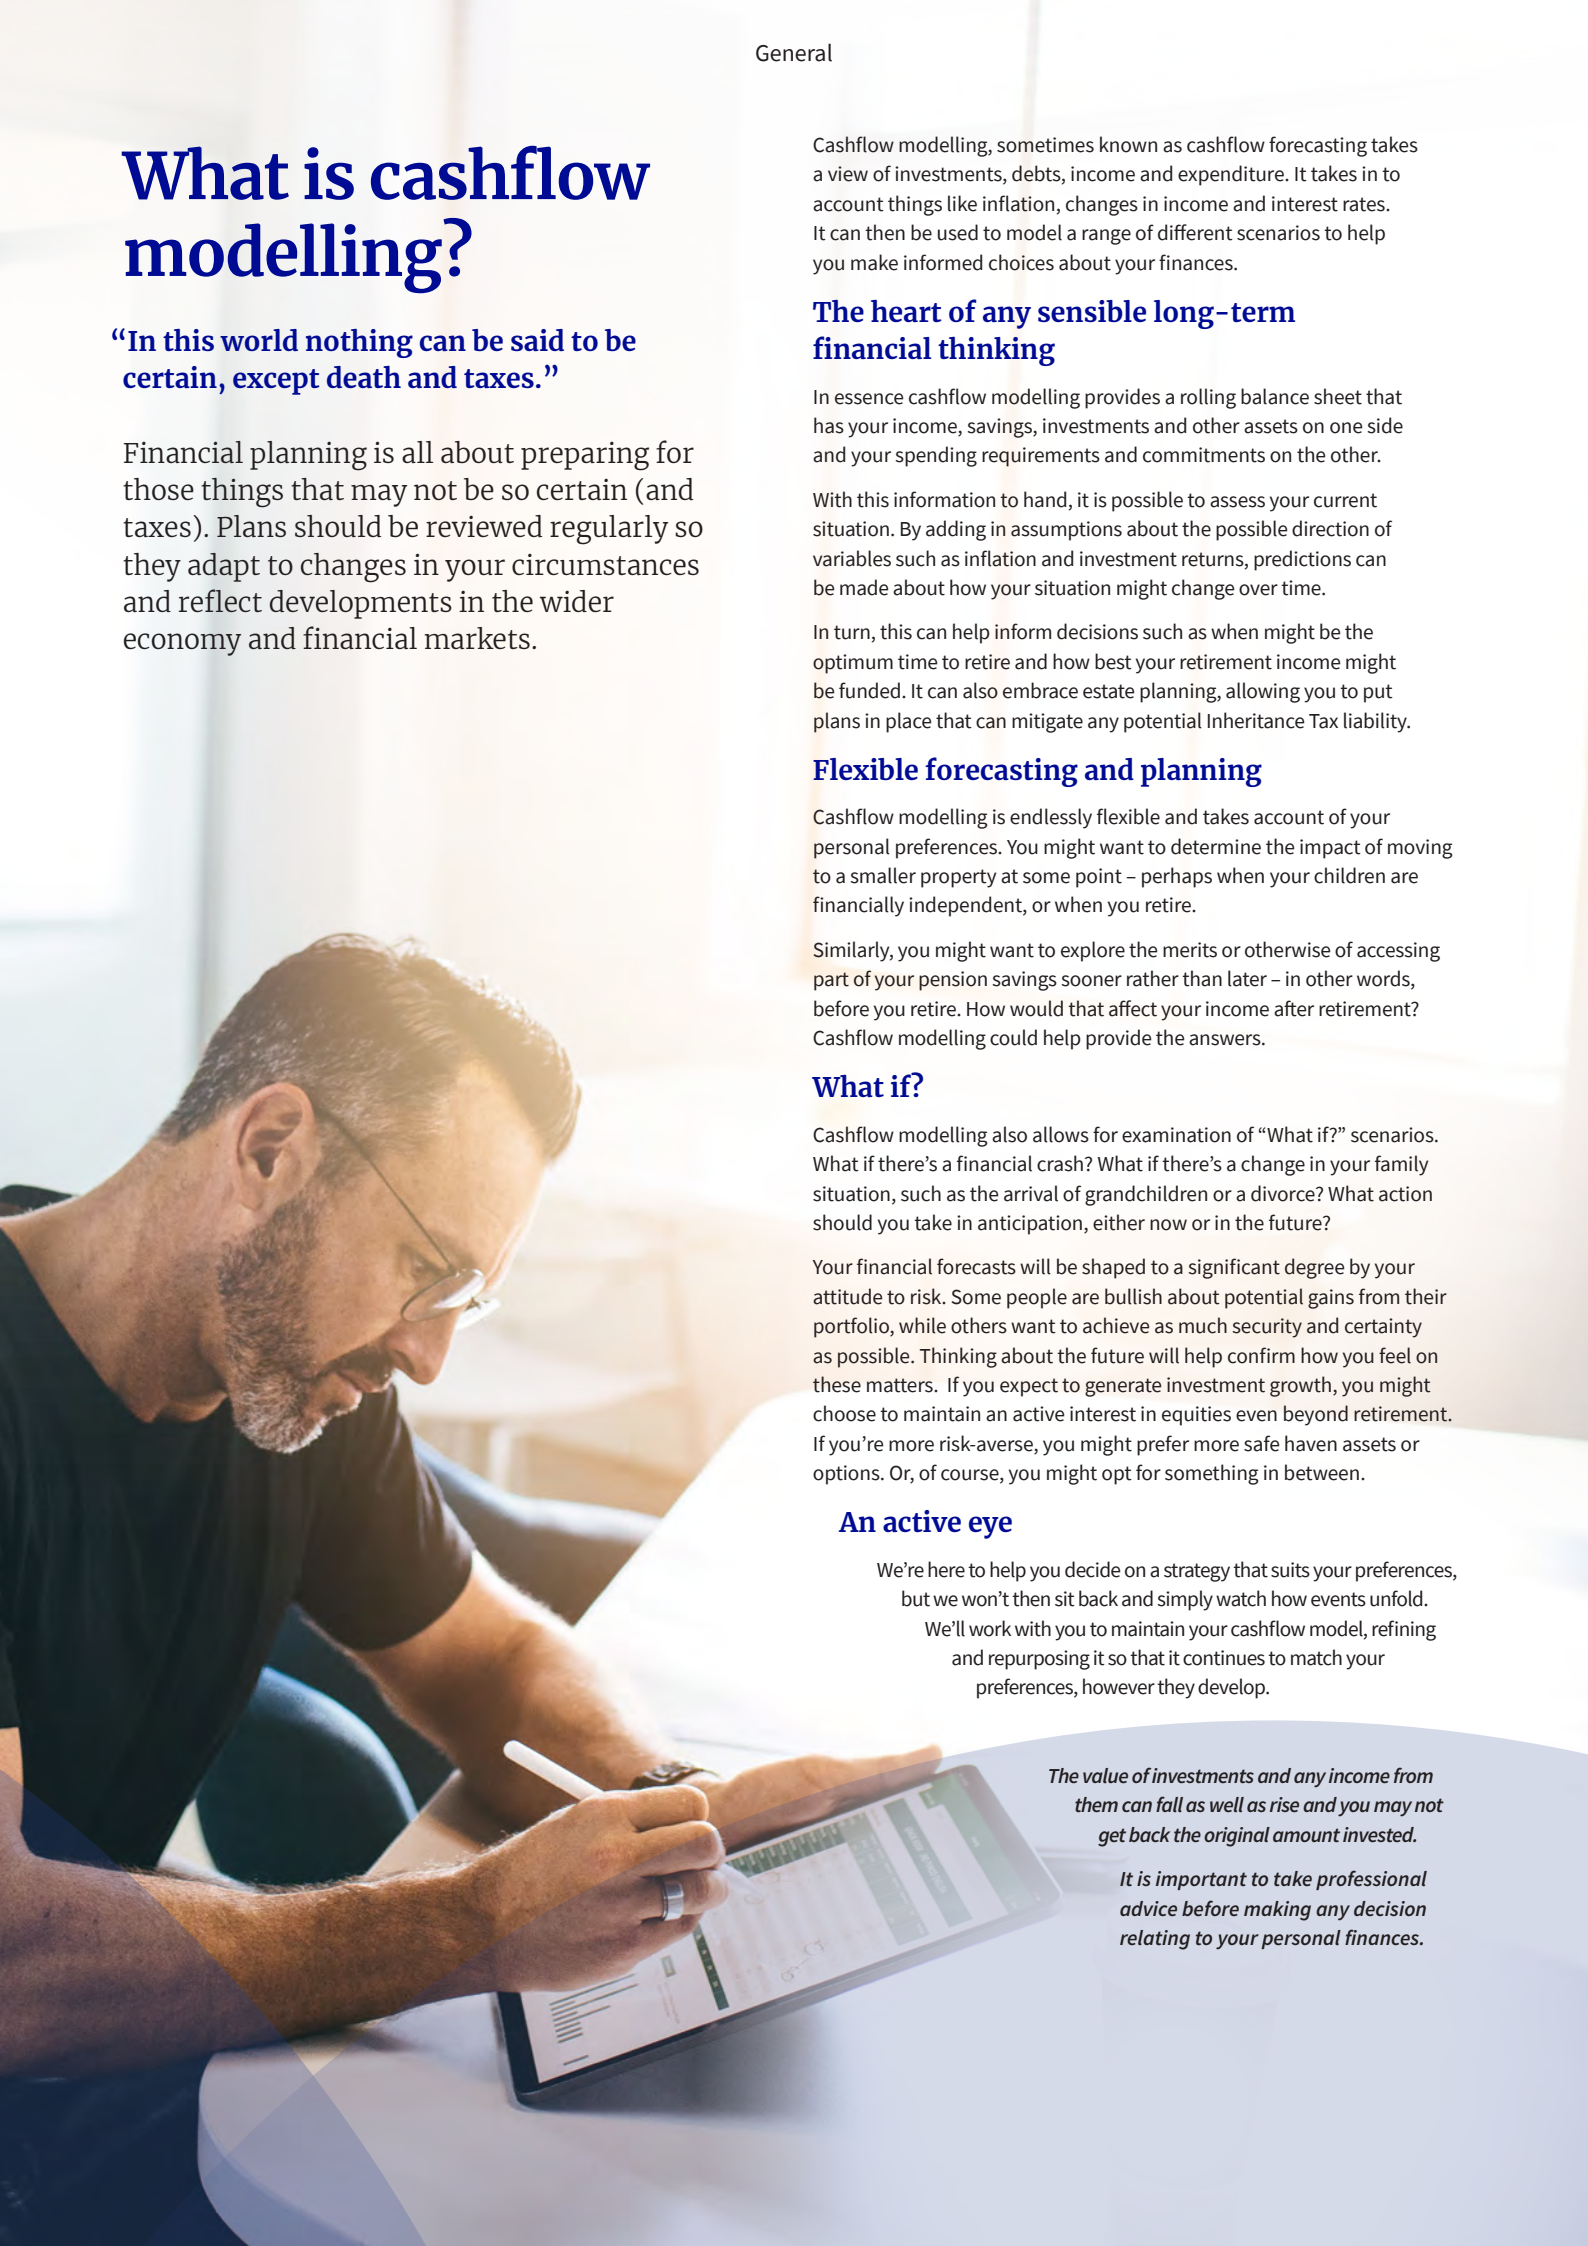 General
What is cashflow
modelling?
“In this world nothing can be said to be
certain, except death and taxes.”
Financial planning is all about preparing for
those things that may not be so certain (and
taxes). Plans should be reviewed regularly so
they adapt to changes in your circumstances
and reflect developments in the wider
economy and financial markets.
Cashflow modelling, sometimes known as cashflow forecasting takes
a view of investments, debts, income and expenditure. It takes in to
account things like inflation, changes in income and interest rates.
It can then be used to model a range of different scenarios to help
you make informed choices about your finances.
The heart of any sensible long-term
financial thinking
In essence cashflow modelling provides a rolling balance sheet that
has your income, savings, investments and other assets on one side
and your spending requirements and commitments on the other.
With this information to hand, it is possible to assess your current
situation. By adding in assumptions about the possible direction of
variables such as inflation and investment returns, predictions can
be made about how your situation might change over time.
In turn, this can help inform decisions such as when might be the
optimum time to retire and how best your retirement income might
be funded. It can also embrace estate planning, allowing you to put
plans in place that can mitigate any potential Inheritance Tax liability.
Flexible forecasting and planning
Cashflow modelling is endlessly flexible and takes account of your
personal preferences. You might want to determine the impact of moving
to a smaller property at some point – perhaps when your children are
financially independent, or when you retire.
Similarly, you might want to explore the merits or otherwise of accessing
part of your pension savings sooner rather than later – in other words,
before you retire. How would that affect your income after retirement?
Cashflow modelling could help provide the answers.
What if?
Cashflow modelling also allows for examination of “What if?” scenarios.
What if there’s a financial crash? What if there’s a change in your family
situation, such as the arrival of grandchildren or a divorce? What action
should you take in anticipation, either now or in the future?
Your financial forecasts will be shaped to a significant degree by your
attitude to risk. Some people are bullish about potential gains from their
portfolio, while others want to achieve as much security and certainty
as possible. Thinking about the future will help confirm how you feel on
these matters.  If you expect to generate investment growth, you might
choose to maintain an active interest in equities even beyond retirement.
If you’re more risk-averse, you might prefer more safe haven assets or
options. Or, of course, you might opt for something in between.
An active eye
We’re here to help you decide on a strategy that suits your preferences,
but we won’t then sit back and simply watch how events unfold.
We’ll work with you to maintain your cashflow model, refining
and repurposing it so that it continues to match your
preferences, however they develop.
The value of investments and any income from
them can fall as well as rise and you may not
get back the original amount invested.
It is important to take professional
advice before making any decision
relating to your personal finances.